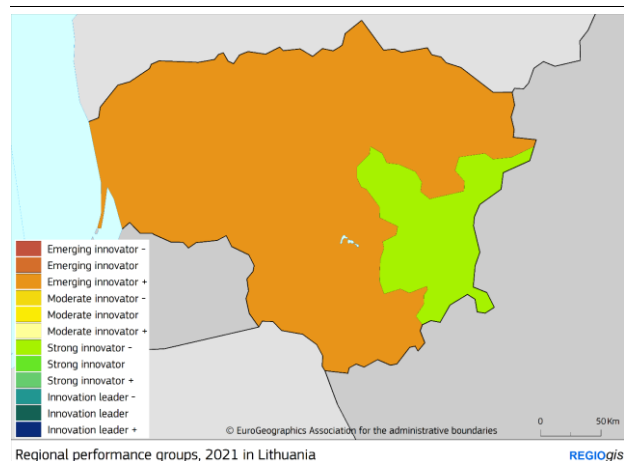 Emerging innovator -
Emerging innovator
Emerging innovator +
Moderate innovator -
Moderate innovator
Moderate innovator +
Strong innovator -
Strong innovator
Strong innovator +
Innovation leader -
Innovation leader
Innovation leader +
© EuroGeographics Association for the administrative boundaries
0 50 Km
Regional performance groups, 2021 in Lithuania
REGIOgis